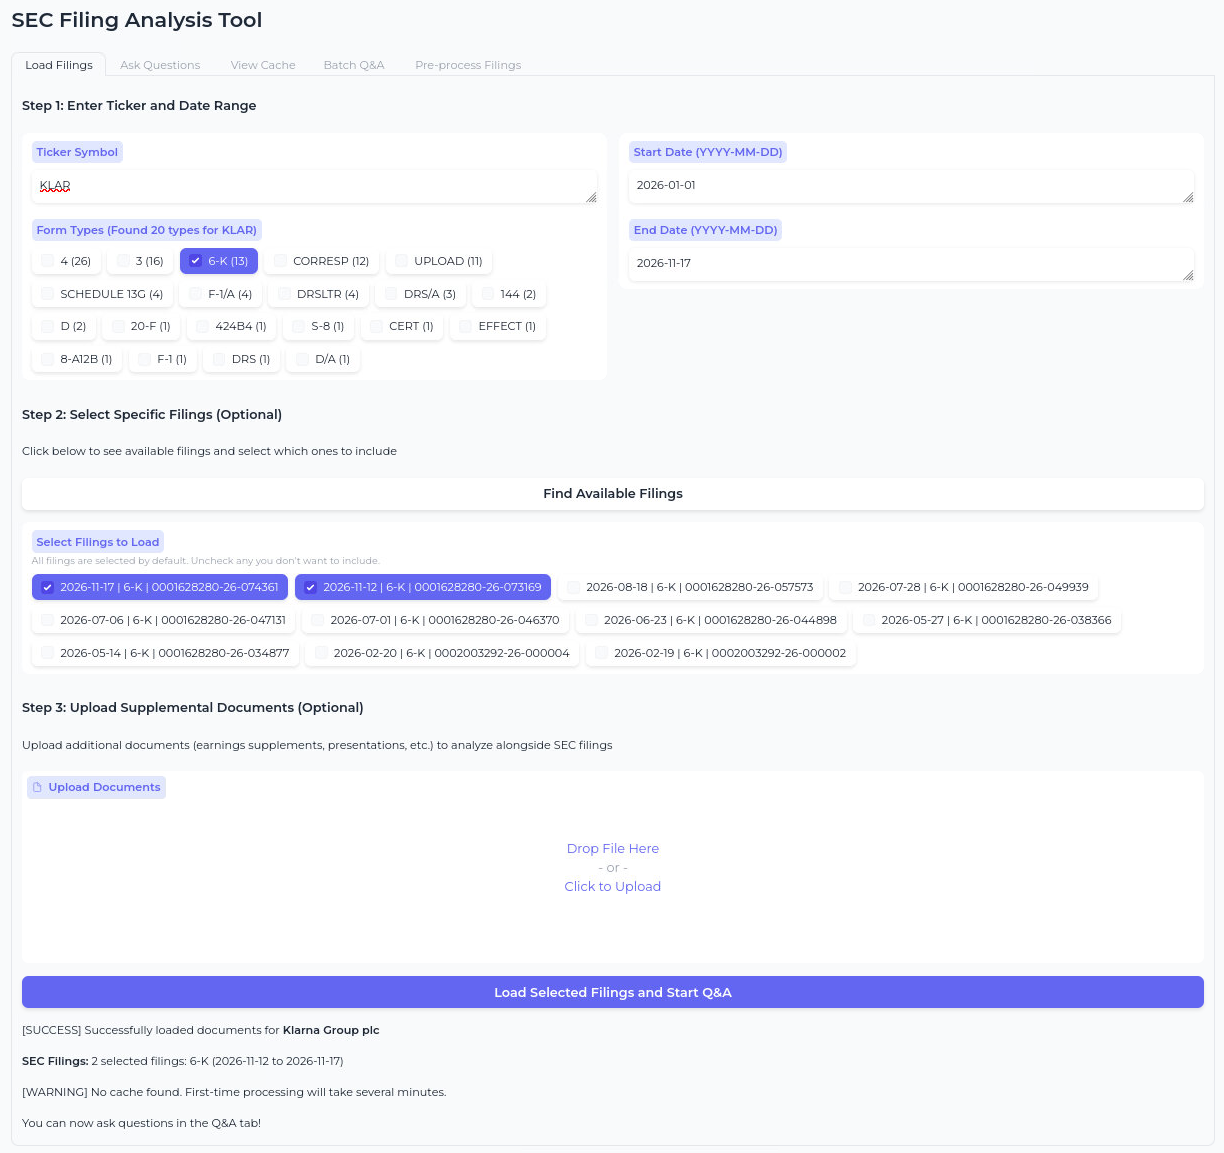 SEC Filing Analysis Tool
Load Filings Ask Questions View Cache Batch Q&A Pre-process Filings
Step 1: Enter Ticker and Date Range
Ticker Symbol
KLAR
Form Types (Found 20 types for KLAR)
4 (26) 3 (16) 6-K (13) CORRESP (12) UPLOAD (11)
SCHEDULE 13G (4) F-1/A (4) DRSLTR (4) DRS/A (3) 144 (2)
D (2) 20-F (1) 424B4 (1) S-8 (1) CERT (1) EFFECT (1)
8-A12B (1) F-1 (1) DRS (1) D/A (1)
Start Date (YYYY-MM-DD)
2026-01-01
End Date (YYYY-MM-DD)
2026-11-17
Step 2: Select Specific Filings (Optional)
Click below to see available filings and select which ones to include
Find Available Filings
Select Filings to Load
All filings are selected by default. Uncheck any you don't want to include.
2026-11-17 | 6-K | 0001628280-26-074361 2026-11-12 | 6-K | 0001628280-26-073169 2026-08-18 | 6-K | 0001628280-26-057573 2026-07-28 | 6-K | 0001628280-26-049939
2026-07-06 | 6-K | 0001628280-26-047131 2026-07-01 | 6-K | 0001628280-26-046370 2026-06-23 | 6-K | 0001628280-26-044898 2026-05-27 | 6-K | 0001628280-26-038366
2026-05-14 | 6-K | 0001628280-26-034877 2026-02-20 | 6-K | 0002003292-26-000004 2026-02-19 | 6-K | 0002003292-26-000002
Step 3: Upload Supplemental Documents (Optional)
Upload additional documents (earnings supplements, presentations, etc.) to analyze alongside SEC filings
Upload Documents
Drop File Here
- or -
Click to Upload
Load Selected Filings and Start Q&A
[SUCCESS] Successfully loaded documents for Klarna Group plc
SEC Filings: 2 selected filings: 6-K (2026-11-12 to 2026-11-17)
[WARNING] No cache found. First-time processing will take several minutes.
You can now ask questions in the Q&A tab!